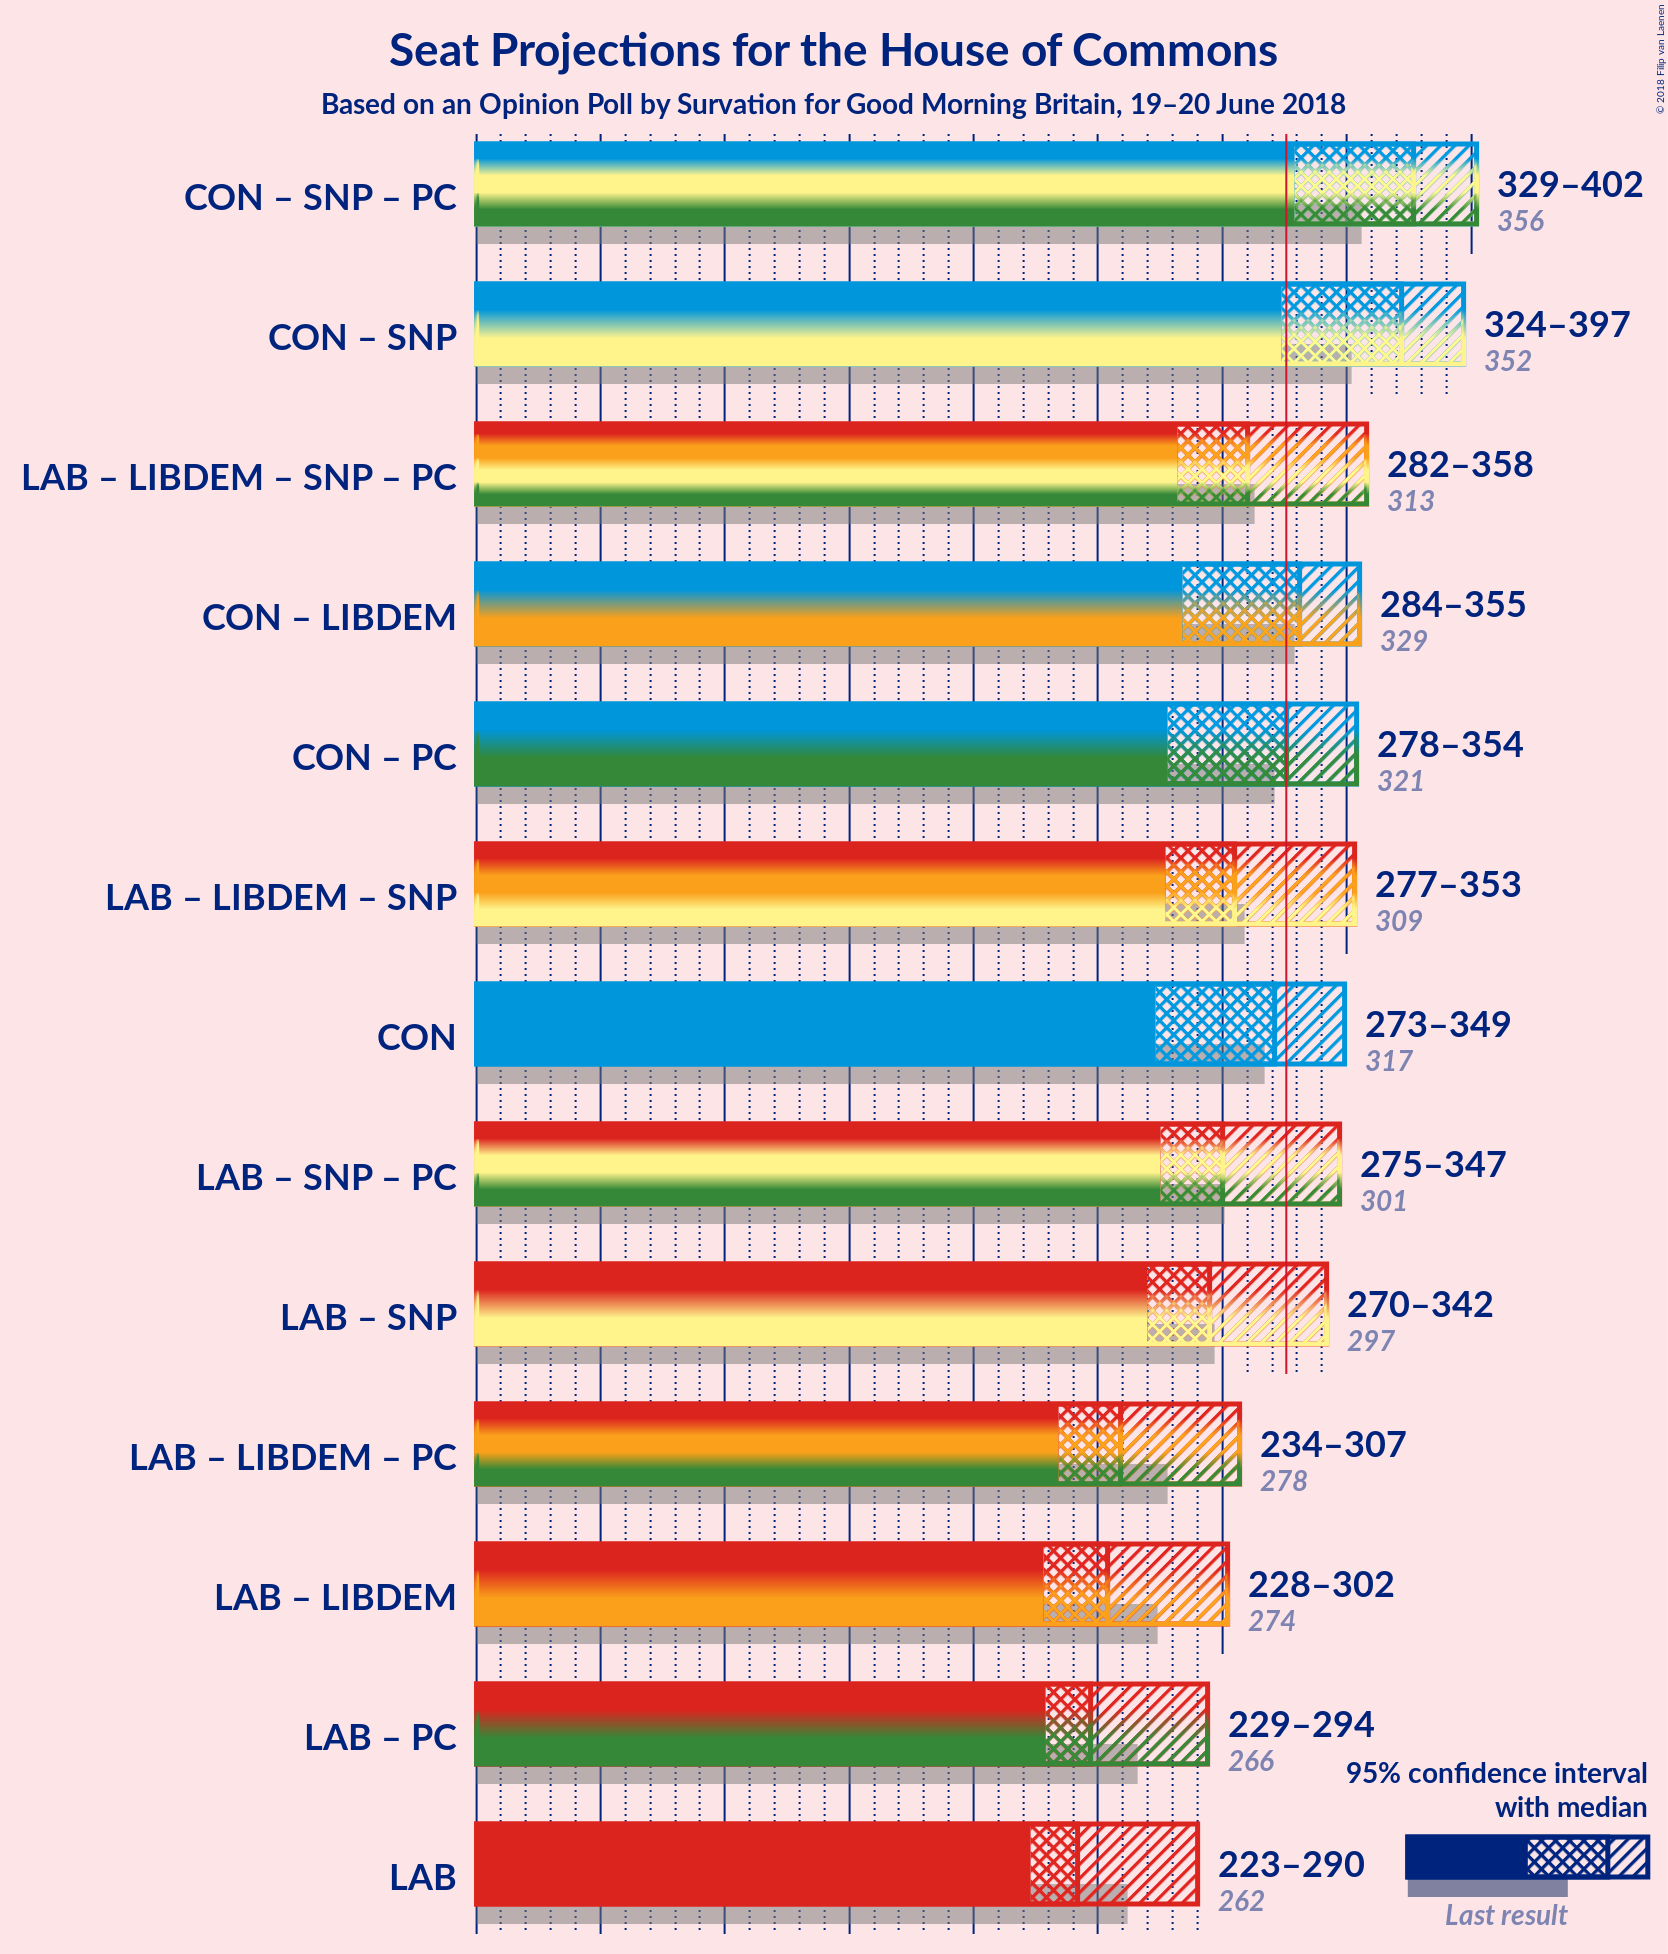 Seat Projections for the House of Commons
Based on an Opinion Poll by Survation for Good Morning Britain, 19–20 June 2018
© 2018 Filip van Laenen
CON – SNP – PC
329–402
356
CON – SNP
324–397
352
LAB – LIBDEM – SNP – PC
282–358
313
CON – LIBDEM
284–355
329
CON – PC
278–354
321
LAB – LIBDEM – SNP
277–353
309
CON
273–349
317
LAB – SNP – PC
275–347
301
LAB – SNP
270–342
297
LAB – LIBDEM – PC
234–307
278
LAB – LIBDEM
228–302
274
LAB – PC
229–294
266
LAB
223–290
262
95% confidence interval
with median
Last result